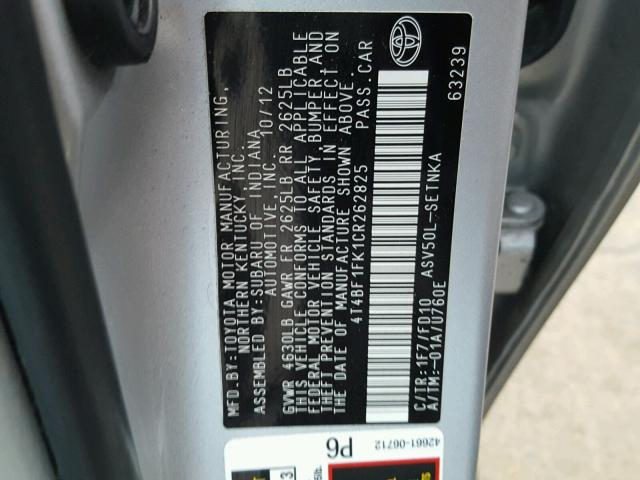 MFD.BY:TOYOTA MOTOR MANUFACTURING,
NORTHERN KENTUCKY,INC.
ASSEMBLED BY:SUBARU OF INDIANA
AUTOMOTIVE, INC. 10/12
GVWR 4630LB GAWR FR 2625LB RR 2625LB
THIS VEHICLE CONFORMS TO ALL APPLICABLE
FEDERAL MOTOR VEHICLE SAFETY, BUMPER, AND
THEFT PREVENTION STANDARDS IN EFFECT ON
THE DATE OF MANUFACTURE SHOWN ABOVE.
4T4BF1FK1CR262825 PASS.CAR
C/TR:1F7/FD10 ASV50L-SETNKA
A/TM:-01A/U760E
63239
42661-06712
P6
3